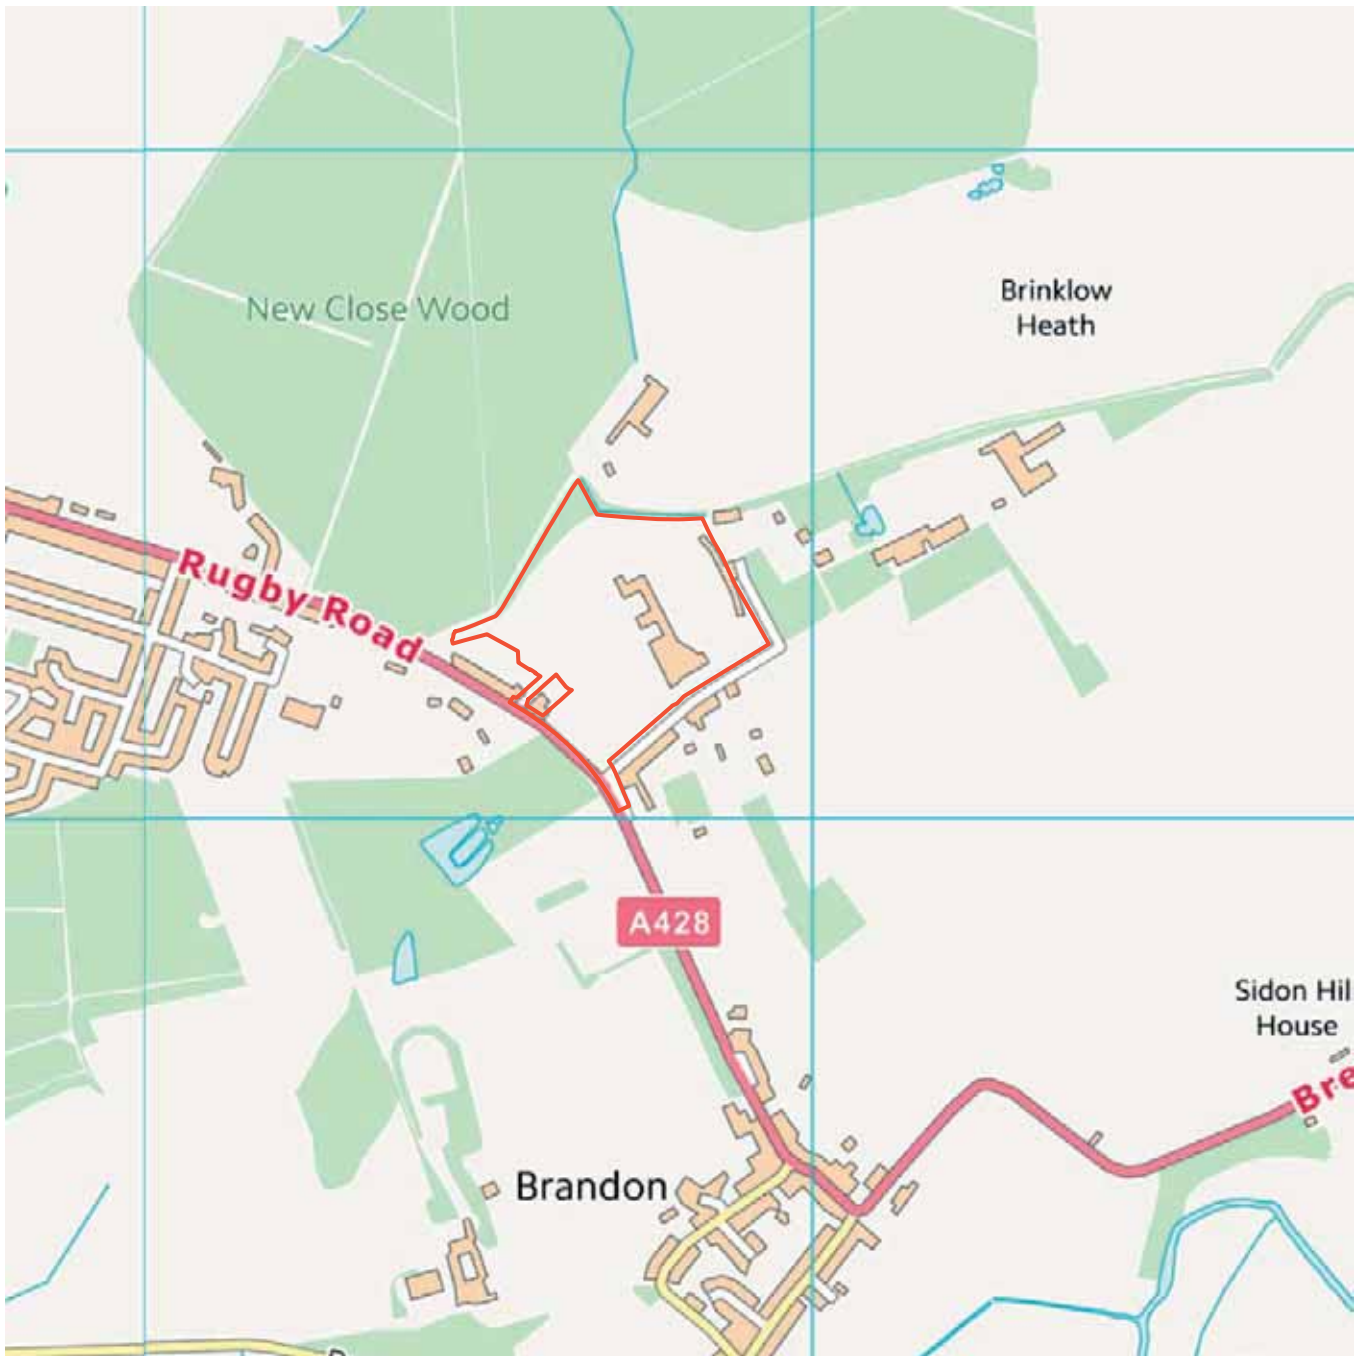 New Close Wood
Brinklow
Heath
Rugby Road
A428
Sidon Hil
House
Bre
Brandon